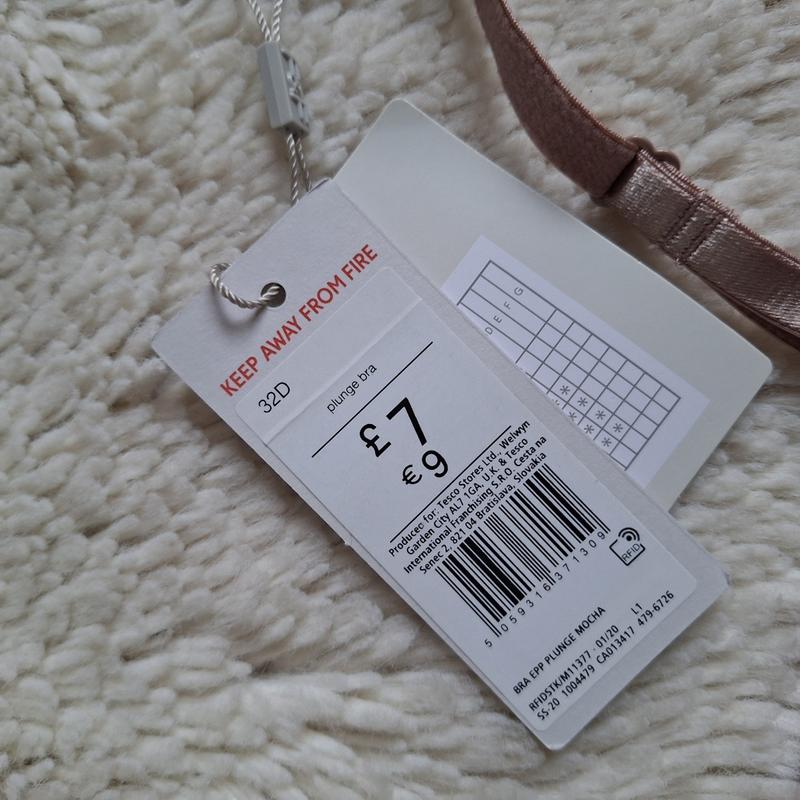 KEEP AWAY FROM FIRE
32D
plunge bra
£7
€9
Produced for: Tesco Stores Ltd., Welwyn
Garden City AL7 1GA, U.K. & Tesco
International Franchising S.R.O. Cesta na
Senec 2, 821 04 Bratislava, Slovakia
5 059316 371309
RFID
BRA EPP PLUNGE MOCHA
RFIDSTK/M11377 · 01/20 L1
SS-20 1004479 CA013417 479-6726
D E F G
* * * *
* *